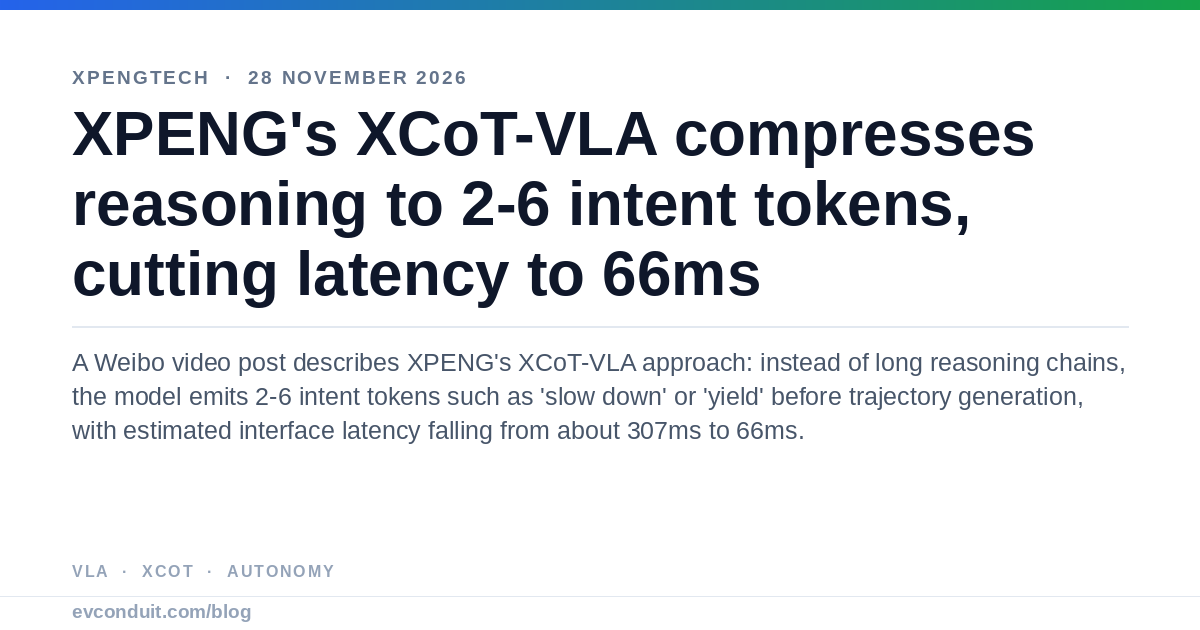 XPENGTECH · 28 NOVEMBER 2026
XPENG's XCoT-VLA compresses
reasoning to 2-6 intent tokens,
cutting latency to 66ms
A Weibo video post describes XPENG's XCoT-VLA approach: instead of long reasoning chains,
the model emits 2-6 intent tokens such as 'slow down' or 'yield' before trajectory generation,
with estimated interface latency falling from about 307ms to 66ms.
VLA · XCOT · AUTONOMY
evconduit.com/blog